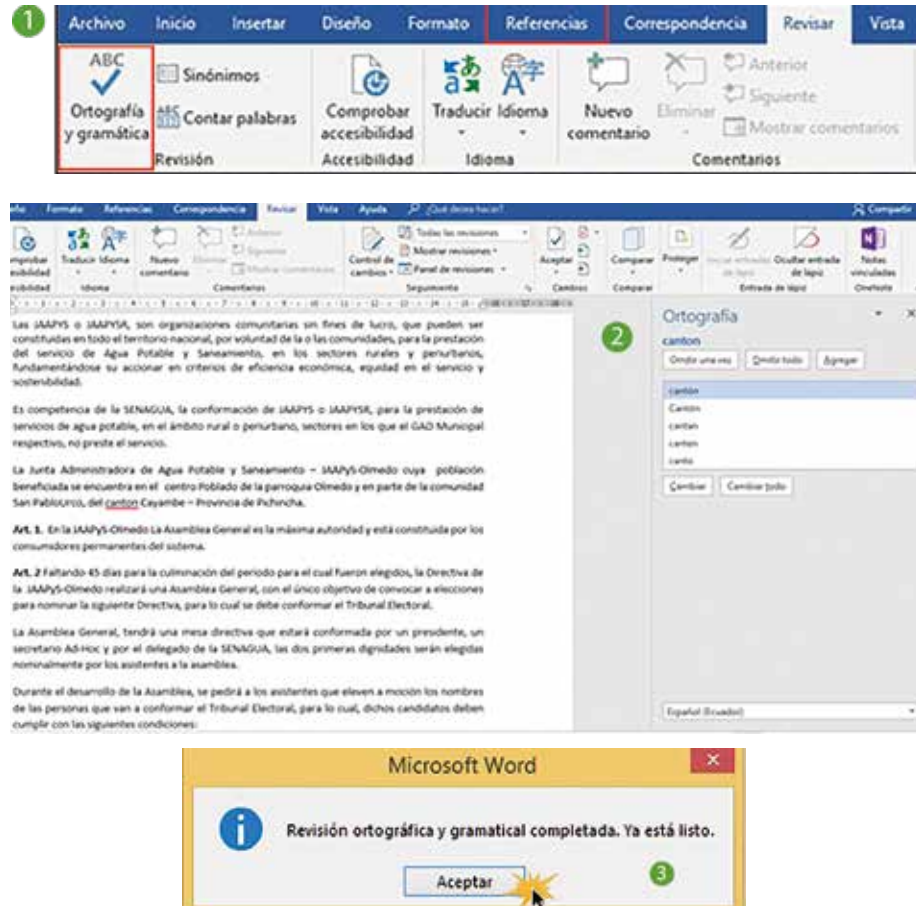 1
Archivo Inicio Insertar Diseño Formato Referencias Correspondencia Revisar Vista
ABC
Ortografía y gramática
Sinónimos
ABC 123 Contar palabras
Revisión
Comprobar accesibilidad
Accesibilidad
Traducir Idioma
Idioma
Nuevo comentario
Eliminar
Anterior
Siguiente
Mostrar comentarios
Comentarios
Formato Referencias Correspondencia Revisar Vista Ayuda ¿Qué desea hacer? Compartir
Traducir Idioma
Idioma
Nuevo comentario
Eliminar
Anterior
Siguiente
Mostrar comentarios
Comentarios
Control de cambios
Todas las revisiones
Mostrar revisiones
Panel de revisiones
Seguimiento
Aceptar
Cambios
Comparar
Comparar
Proteger
Ocultar entrada de lápiz
Entrada de lápiz
Notas vinculadas
OneNote
Las JAAPYS o JAAPYSR, son organizaciones comunitarias sin fines de lucro, que pueden ser
constituidas en todo el territorio nacional, por voluntad de la o las comunidades, para la prestación
del servicio de Agua Potable y Saneamiento, en los sectores rurales y periurbanos,
fundamentándose su accionar en criterios de eficiencia económica, equidad en el servicio y
sostenibilidad.
Es competencia de la SENAGUA, la conformación de JAAPYS o JAAPYSR, para la prestación de
servicios de agua potable, en el ámbito rural o periurbano, sectores en los que el GAD Municipal
respectivo, no preste el servicio.
La Junta Administradora de Agua Potable y Saneamiento – JAAPyS-Olmedo cuya población
beneficiada se encuentra en el centro Poblado de la parroquia Olmedo y en parte de la comunidad
San PabloUrco, del canton Cayambe – Provincia de Pichincha.
Art. 1. En la JAAPyS-Olmedo La Asamblea General es la máxima autoridad y está constituida por los
consumidores permanentes del sistema.
Art. 2 Faltando 45 días para la culminación del periodo para el cual fueron elegidos, la Directiva de
la JAAPyS-Olmedo realizará una Asamblea General, con el único objetivo de convocar a elecciones
para nominar la siguiente Directiva, para lo cual se debe conformar el Tribunal Electoral.
La Asamblea General, tendrá una mesa directiva que estará conformada por un presidente, un
secretario Ad-Hoc y por el delegado de la SENAGUA, las dos primeras dignidades serán elegidas
nominalmente por los asistentes a la asamblea.
Durante el desarrollo de la Asamblea, se pedirá a los asistentes que eleven a moción los nombres
de las personas que van a conformar el Tribunal Electoral, para lo cual, dichos candidatos deben
cumplir con las siguientes condiciones:
2
Ortografía
canton
Omitir una vez Omitir todo Agregar
cantón
Cantón
cantan
canten
canto
Cambiar Cambiar todo
Español (Ecuador)
Microsoft Word
Revisión ortográfica y gramatical completada. Ya está listo.
Aceptar
3